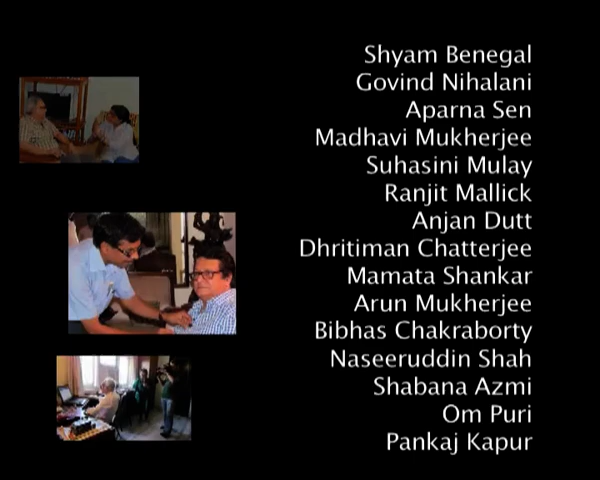 Shyam Benegal
Govind Nihalani
Aparna Sen
Madhavi Mukherjee
Suhasini Mulay
Ranjit Mallick
Anjan Dutt
Dhritiman Chatterjee
Mamata Shankar
Arun Mukherjee
Bibhas Chakraborty
Naseeruddin Shah
Shabana Azmi
Om Puri
Pankaj Kapur